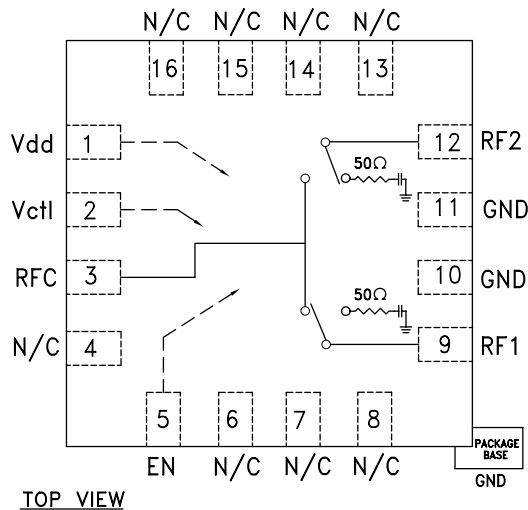 N/C N/C N/C N/C
16 15 14 13
Vdd 1 12 RF2
50Ω
Vctl 2 11 GND
RFC 3 10 GND
50Ω
N/C 4 9 RF1
5 6 7 8
EN N/C N/C N/C
PACKAGE
BASE
GND
TOP VIEW